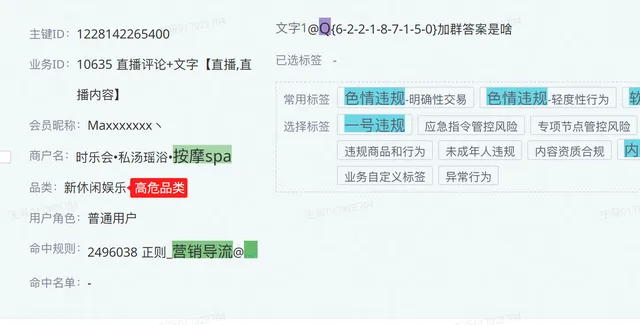 主键ID： 1228142265400
业务ID： 10635 直播评论+文字【直播,直
播内容】
会员昵称： Maxxxxxxx丶
商户名： 时乐会•私汤瑶浴•按摩spa
品类： 新休闲娱乐 高危品类
用户角色： 普通用户
命中规则： 2496038 正则_营销导流@
命中名单： -
文字1@Q{6-2-2-1-8-7-1-5-0}加群答案是啥
已选标签 -
常用标签 色情违规-明确性交易 色情违规-轻度性行为
选择标签 一号违规 应急指令管控风险 专项节点管控风险
违规商品和行为 未成年人违规 内容资质合规 内
业务自定义标签 异常行为